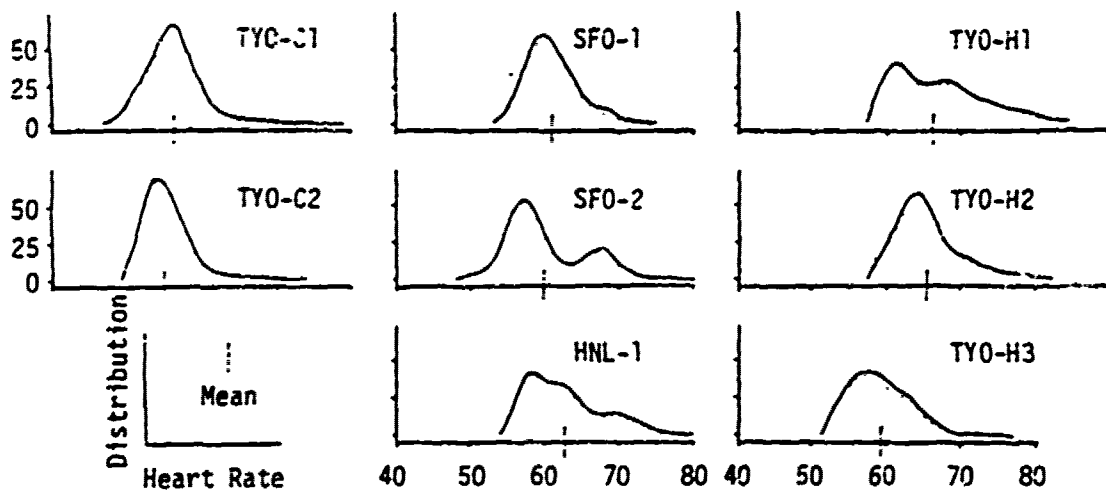 50
25
0
TYO-C1
SFO-1
TYO-H1
50
25
0
TYO-C2
SFO-2
TYO-H2
Distribution
Mean
Heart Rate
HNL-1
TYO-H3
40 50 60 70 80
40 50 60 70 80